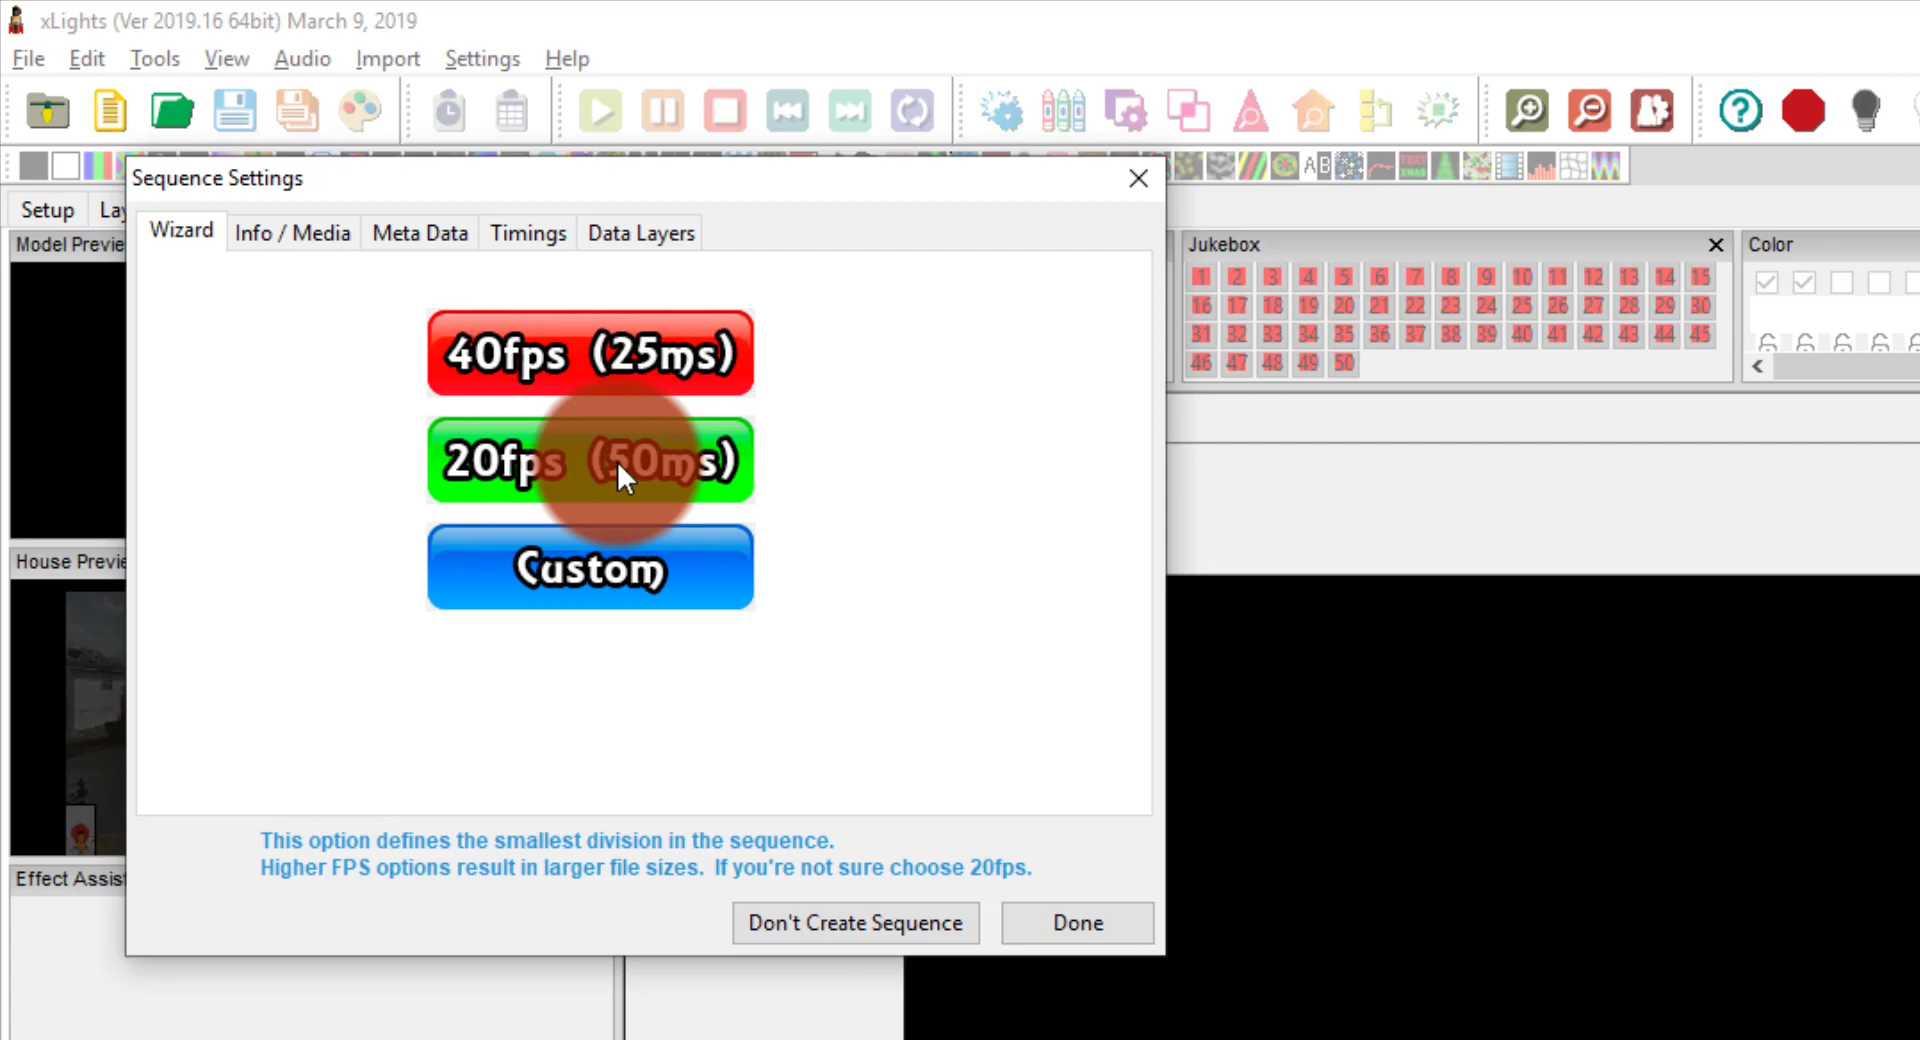 xLights (Ver 2019.16 64bit) March 9, 2019
File Edit Tools View Audio Import Settings Help
AB
Sequence Settings
Setup
Wizard Info / Media Meta Data Timings Data Layers
Model Previe
Jukebox
Color
1 2 3 4 5 6 7 8 9 10 11 12 13 14 15
16 17 18 19 20 21 22 23 24 25 26 27 28 29 30
31 32 33 34 35 36 37 38 39 40 41 42 43 44 45
46 47 48 49 50
40fps (25ms)
20fps (50ms)
Custom
House Previe
This option defines the smallest division in the sequence.
Higher FPS options result in larger file sizes. If you're not sure choose 20fps.
Effect Assist
Don't Create Sequence Done